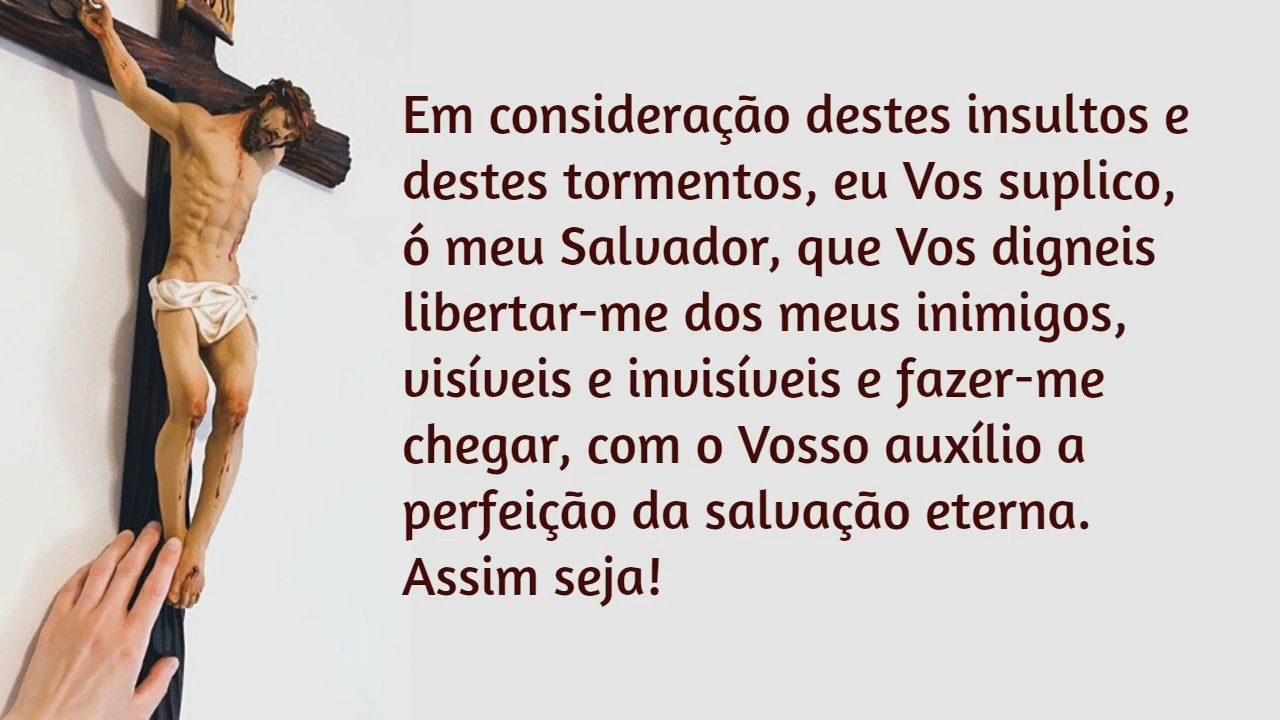 Em consideração destes insultos e
destes tormentos, eu Vos suplico,
ó meu Salvador, que Vos digneis
libertar-me dos meus inimigos,
visíveis e invisíveis e fazer-me
chegar, com o Vosso auxílio a
perfeição da salvação eterna.
Assim seja!